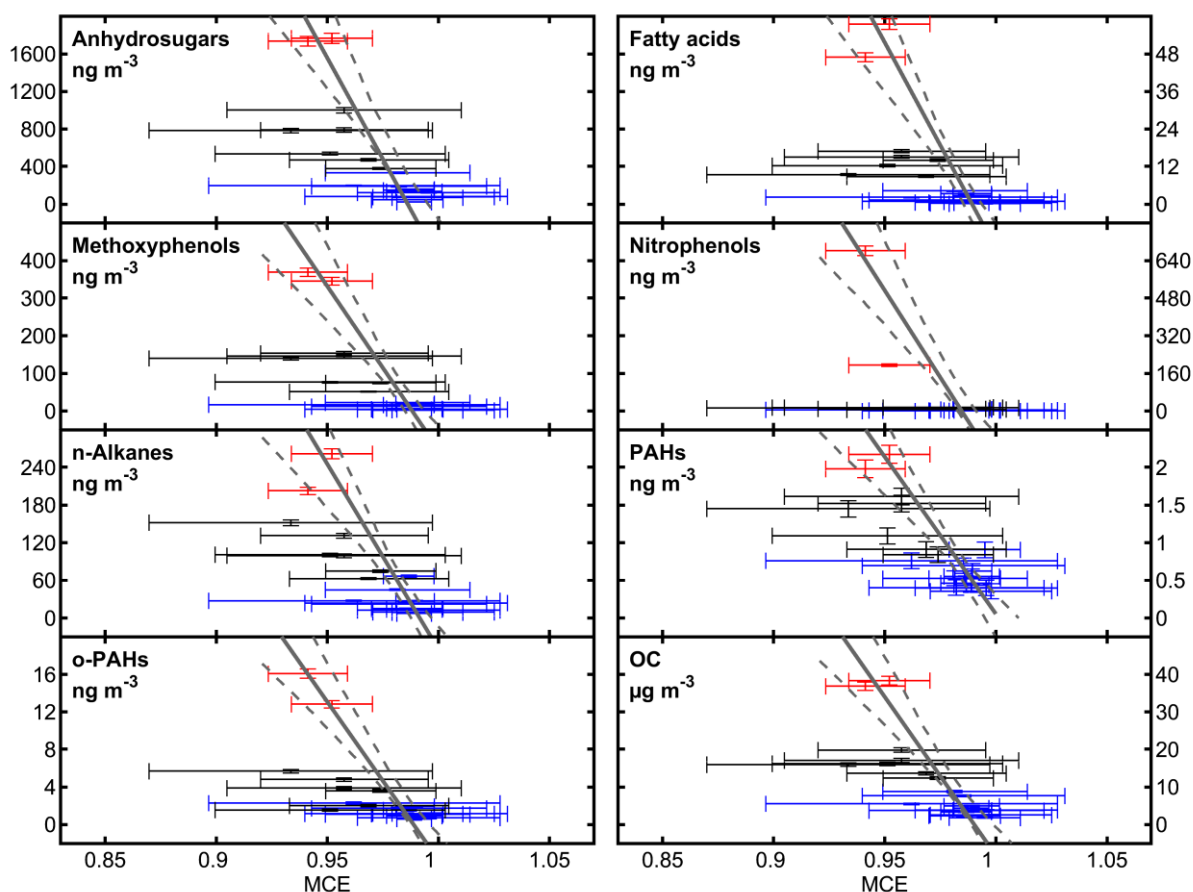 Anhydrosugars
ng m-3
1600
1200
800
400
0
Fatty acids
ng m-3
48
36
24
12
0
Methoxyphenols
ng m-3
400
300
200
100
0
Nitrophenols
ng m-3
640
480
320
160
0
n-Alkanes
ng m-3
240
180
120
60
0
PAHs
ng m-3
2
1.5
1
0.5
0
o-PAHs
ng m-3
16
12
8
4
0
OC
µg m-3
40
30
20
10
0
0.85 0.9 0.95 1 1.05
MCE
0.85 0.9 0.95 1 1.05
MCE